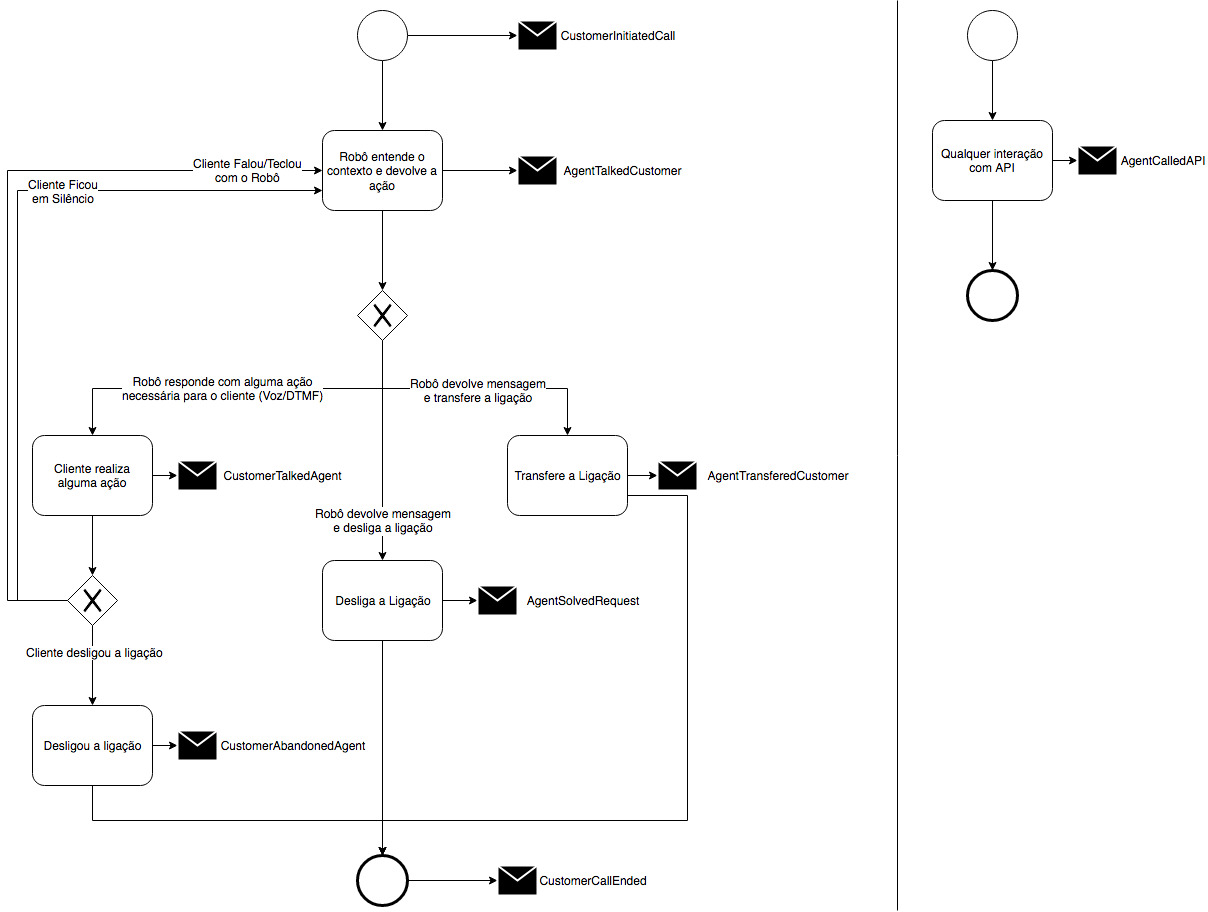 CustomerInitiatedCall
Robô entende o
contexto e devolve a
ação
AgentTalkedCustomer
Cliente Falou/Teclou
com o Robô
Cliente Ficou
em Silêncio
Robô responde com alguma ação
necessária para o cliente (Voz/DTMF)
Robô devolve mensagem
e transfere a ligação
Cliente realiza
alguma ação
CustomerTalkedAgent
Transfere a Ligação
AgentTransferedCustomer
Robô devolve mensagem
e desliga a ligação
Desliga a Ligação
AgentSolvedRequest
Cliente desligou a ligação
Desligou a ligação
CustomerAbandonedAgent
CustomerCallEnded
Qualquer interação
com API
AgentCalledAPI